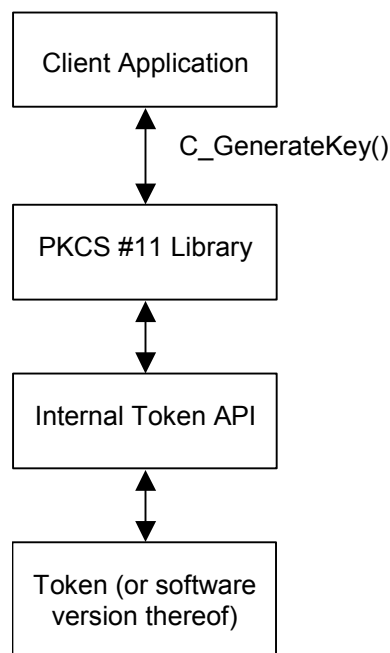 Client Application
C_GenerateKey()
PKCS #11 Library
Internal Token API
Token (or software
version thereof)